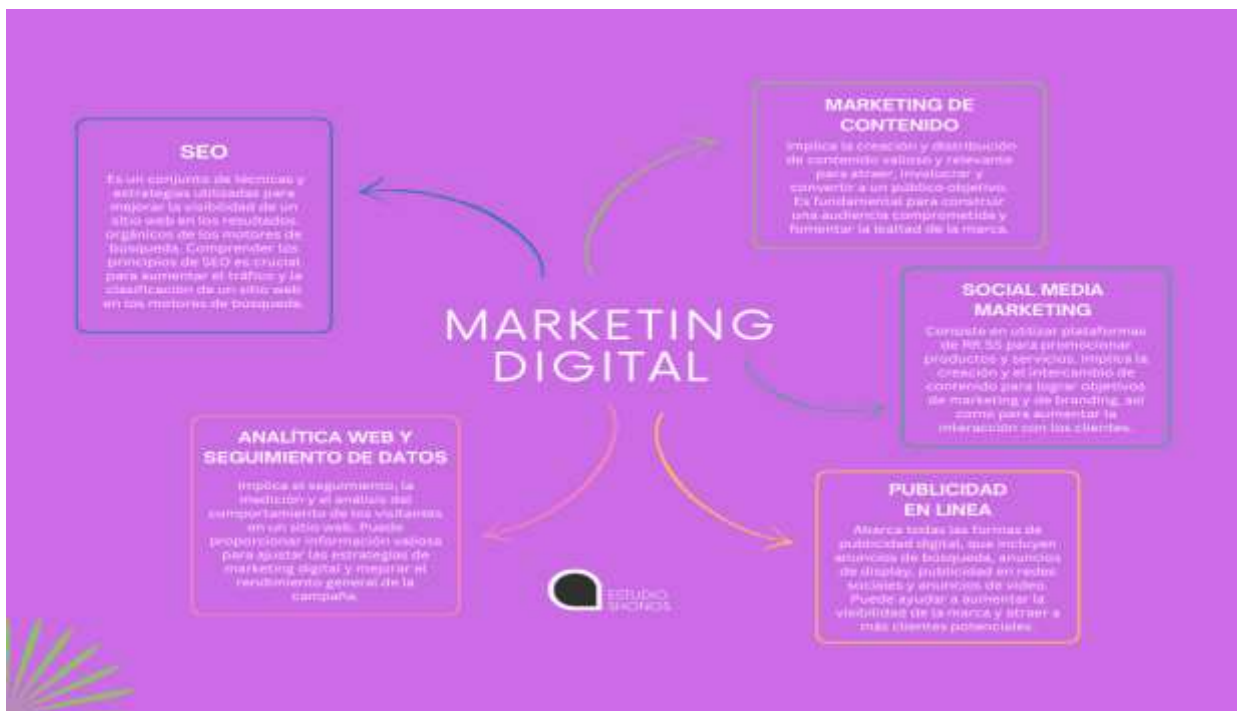 SEO
Es un conjunto de técnicas y
estrategias utilizadas para
mejorar la visibilidad de un
sitio web en los resultados
orgánicos de los motores de
búsqueda. Comprender los
principios de SEO es crucial
para aumentar el tráfico y la
clasificación de un sitio web
en los motores de búsqueda.
MARKETING DE
CONTENIDO
Implica la creación y distribución
de contenido valioso y relevante
para atraer, involucrar y
convertir a un público objetivo.
Es fundamental para construir
una audiencia comprometida y
fomentar la lealtad de la marca.
MARKETING
DIGITAL
SOCIAL MEDIA
MARKETING
Consiste en utilizar plataformas
de RR.SS para promocionar
productos y servicios. Implica la
creación y el intercambio de
contenido para lograr objetivos
de marketing y de branding, así
como para aumentar la
interacción con los clientes.
ANALÍTICA WEB Y
SEGUIMIENTO DE DATOS
Implica el seguimiento, la
medición y el análisis del
comportamiento de los visitantes
en un sitio web. Puede
proporcionar información valiosa
para ajustar las estrategias de
marketing digital y mejorar el
rendimiento general de la
campaña.
PUBLICIDAD
EN LINEA
Abarca todas las formas de
publicidad digital, que incluyen
anuncios de búsqueda, anuncios
de display, publicidad en redes
sociales y anuncios de video.
Puede ayudar a aumentar la
visibilidad de la marca y atraer a
más clientes potenciales.
ESTUDIO
SHONOS